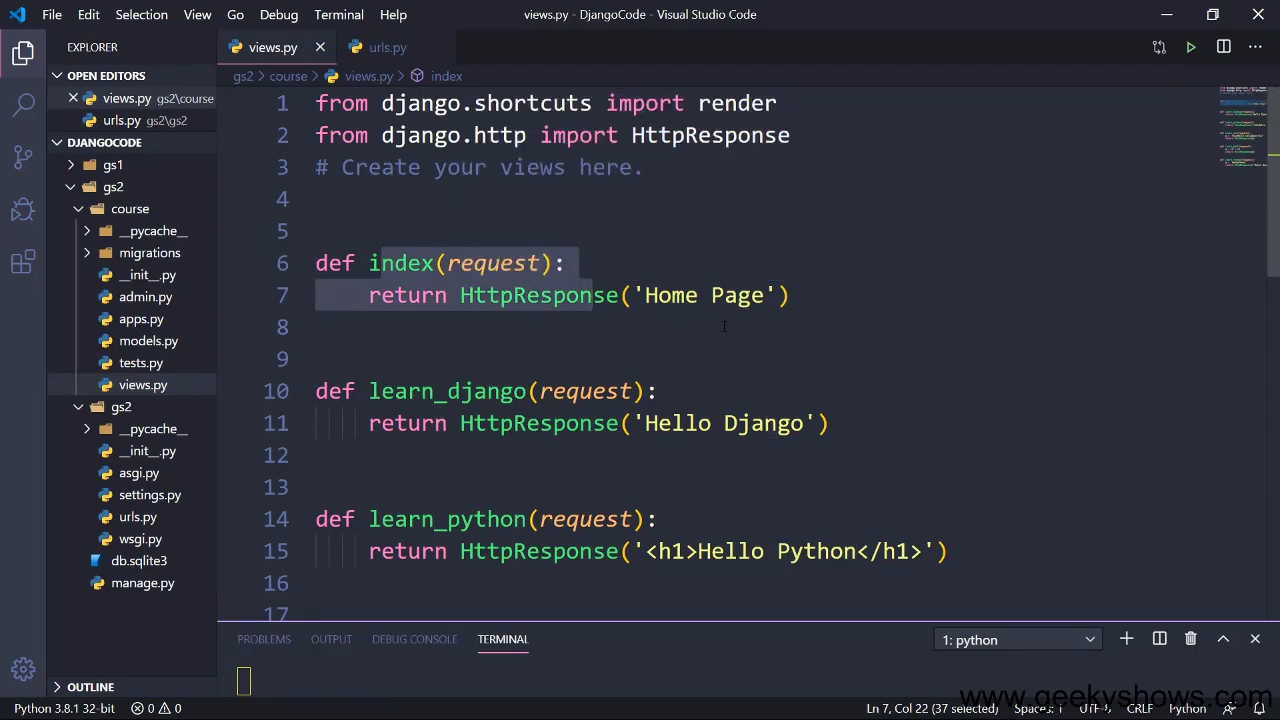 File Edit Selection View Go Debug Terminal Help views.py - DjangoCode - Visual Studio Code
EXPLORER
OPEN EDITORS
views.py gs2\course
urls.py gs2\gs2
DJANGOCODE
gs1
gs2
course
__pycache__
migrations
__init__.py
admin.py
apps.py
models.py
tests.py
views.py
gs2
__pycache__
__init__.py
asgi.py
settings.py
urls.py
wsgi.py
db.sqlite3
manage.py
OUTLINE
views.py urls.py
gs2 > course > views.py > index
1 from django.shortcuts import render
2 from django.http import HttpResponse
3 # Create your views here.
4
5
6 def index(request):
7 return HttpResponse('Home Page')
8
9
10 def learn_django(request):
11 return HttpResponse('Hello Django')
12
13
14 def learn_python(request):
15 return HttpResponse('<h1>Hello Python</h1>')
16
17
PROBLEMS OUTPUT DEBUG CONSOLE TERMINAL 1: python
www.geekyshows.com
Python 3.8.1 32-bit 0 0 Ln 7, Col 22 (37 selected) Spaces: 1 UTF-8 CRLF Python